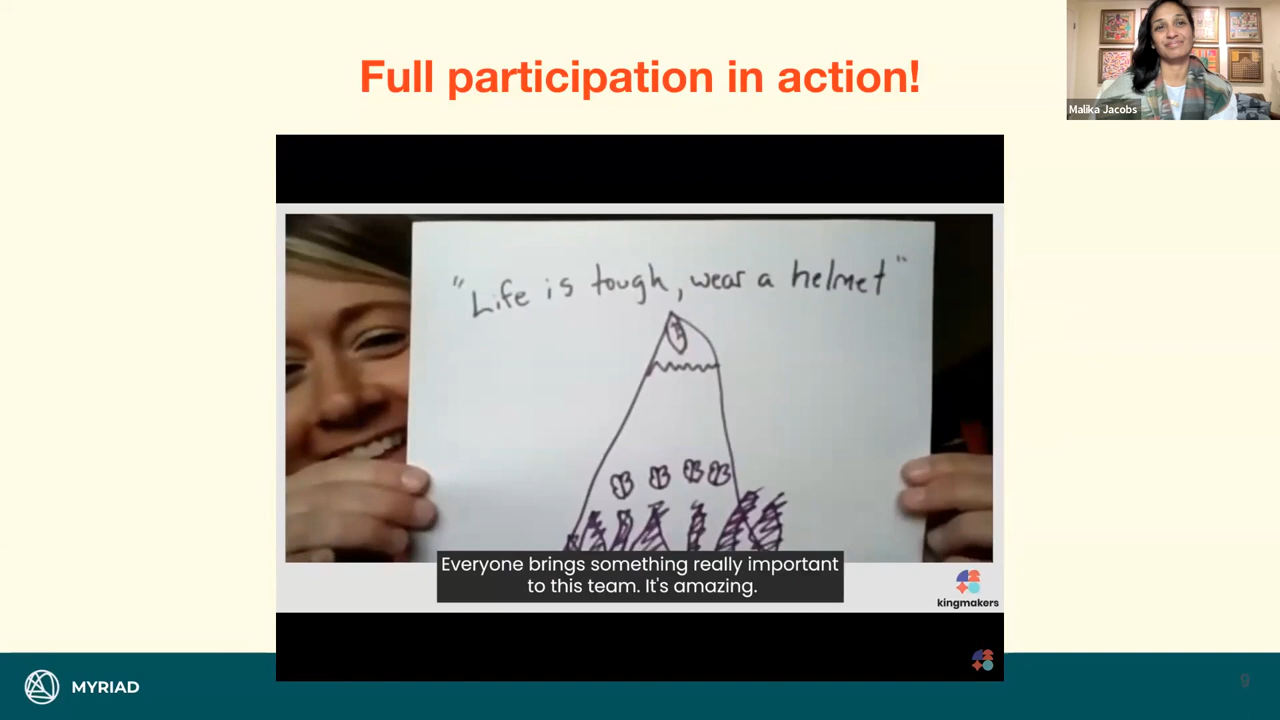 Full participation in action!
Malika Jacobs
"Life is tough, wear a helmet"
Everyone brings something really important
to this team. It's amazing.
kingmakers
MYRIAD
9